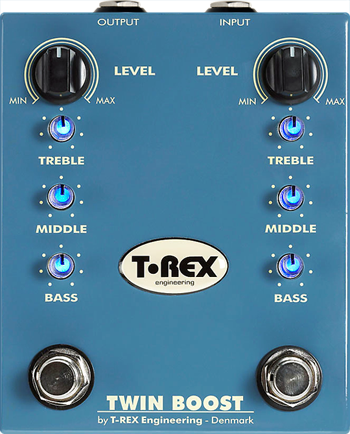 OUTPUT INPUT
LEVEL LEVEL
MIN MAX MIN MAX
TREBLE TREBLE
MIDDLE MIDDLE
T•REX
engineering
BASS BASS
TWIN BOOST
by T-REX Engineering - Denmark